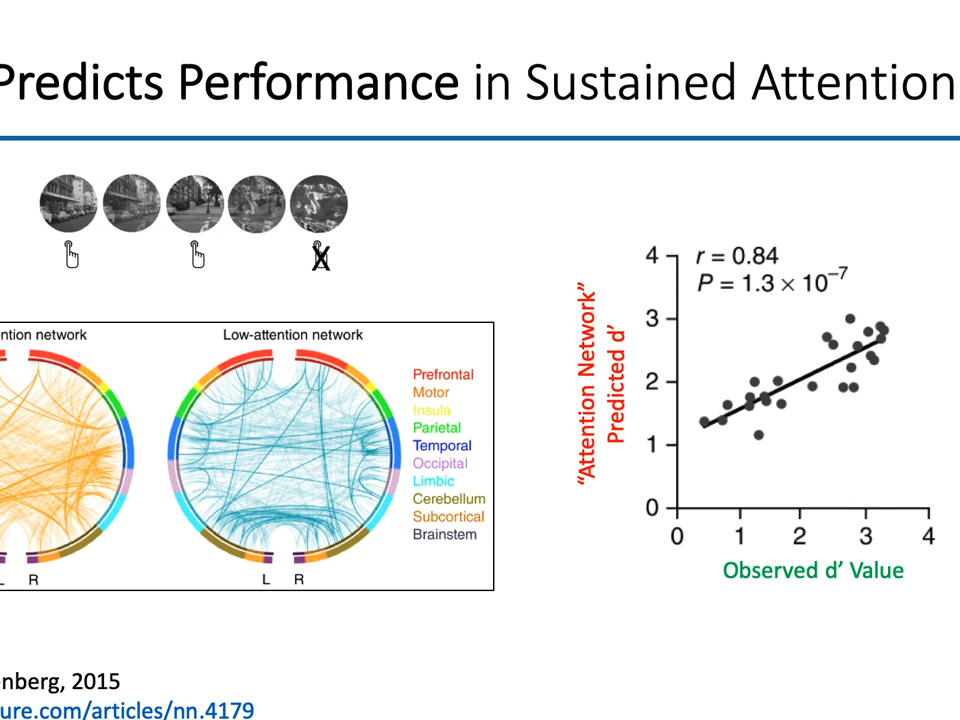 Predicts Performance in Sustained Attention
r = 0.84
P = 1.3 × 10⁻⁷
4
3
2
1
0
0 1 2 3 4
"Attention Network"
Predicted d'
Observed d' Value
ntion network
Low-attention network
Prefrontal
Motor
Insula
Parietal
Temporal
Occipital
Limbic
Cerebellum
Subcortical
Brainstem
L R
L R
nberg, 2015
ure.com/articles/nn.4179